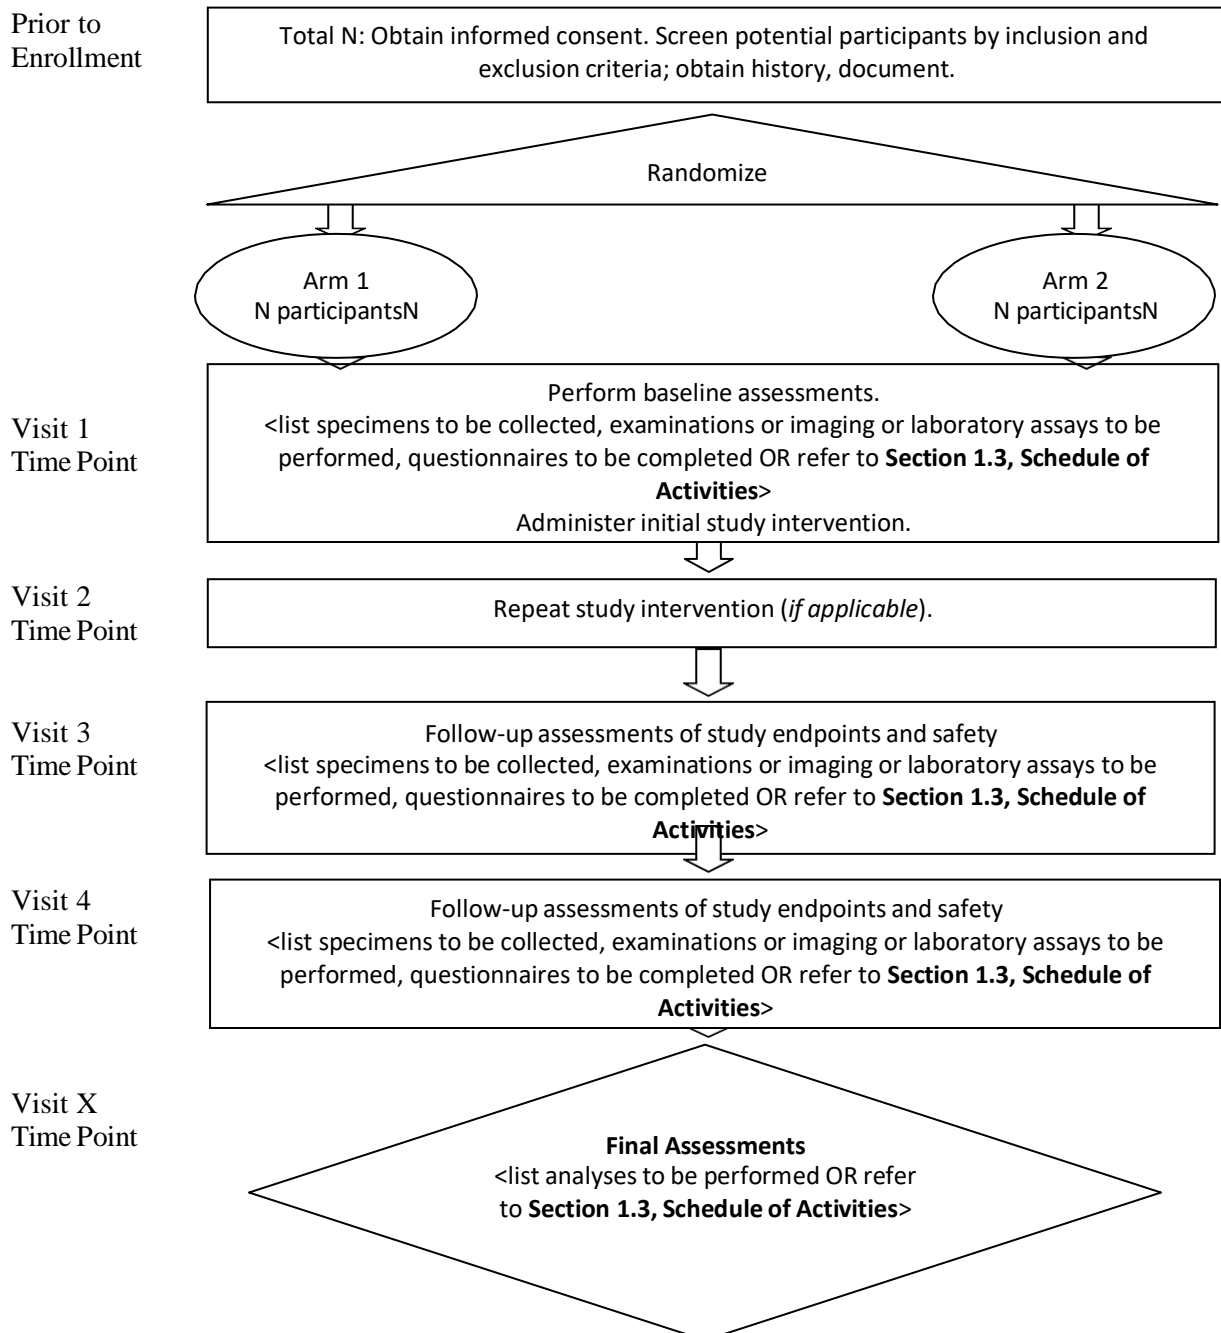 Prior to
Enrollment
Total N: Obtain informed consent. Screen potential participants by inclusion and
exclusion criteria; obtain history, document.
Randomize
Arm 1
N participantsN
Arm 2
N participantsN
Visit 1
Time Point
Perform baseline assessments.
<list specimens to be collected, examinations or imaging or laboratory assays to be
performed, questionnaires to be completed OR refer to Section 1.3, Schedule of
Activities>
Administer initial study intervention.
Visit 2
Time Point
Repeat study intervention (if applicable).
Visit 3
Time Point
Follow-up assessments of study endpoints and safety
<list specimens to be collected, examinations or imaging or laboratory assays to be
performed, questionnaires to be completed OR refer to Section 1.3, Schedule of
Activities>
Visit 4
Time Point
Follow-up assessments of study endpoints and safety
<list specimens to be collected, examinations or imaging or laboratory assays to be
performed, questionnaires to be completed OR refer to Section 1.3, Schedule of
Activities>
Visit X
Time Point
Final Assessments
<list analyses to be performed OR refer
to Section 1.3, Schedule of Activities>